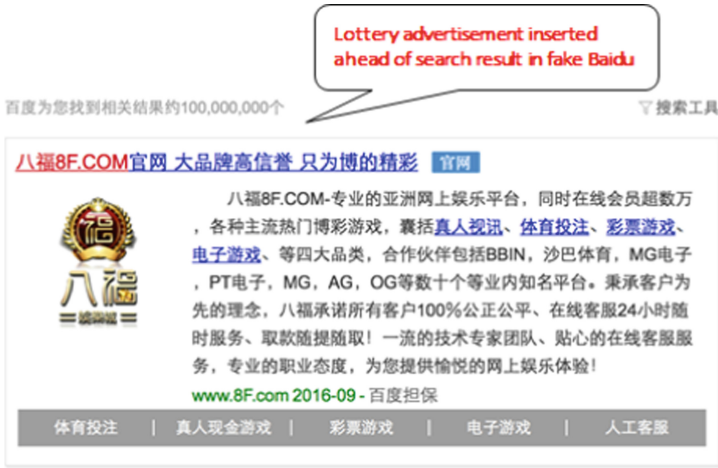 Lottery advertisement inserted
ahead of search result in fake Baidu
百度为您找到相关结果约100,000,000个
搜索工具
八福8F.COM官网 大品牌高信誉 只为博的精彩 官网
八福8F.COM-专业的亚洲网上娱乐平台，同时在线会员超数万
，各种主流热门博彩游戏，囊括真人视讯、体育投注、彩票游戏、
电子游戏、等四大品类，合作伙伴包括BBIN，沙巴体育，MG电子
，PT电子，MG，AG，OG等数十个等业内知名平台。秉承客户为
先的理念，八福承诺所有客户100%公正公平、在线客服24小时随
时服务、取款随提随取！一流的技术专家团队、贴心的在线客服服
务，专业的职业态度，为您提供愉悦的网上娱乐体验！
福
八福
www.8F.com 2016-09 - 百度担保
体育投注 | 真人现金游戏 | 彩票游戏 | 电子游戏 | 人工客服